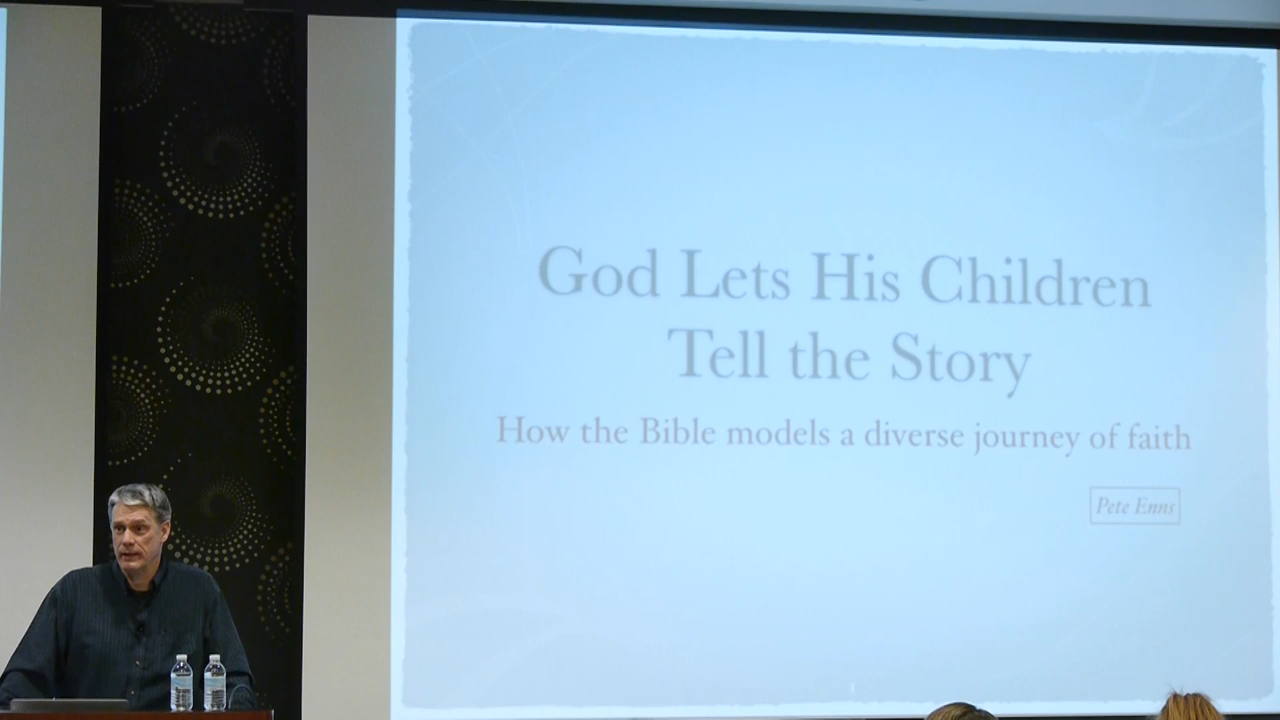 God Lets His Children
Tell the Story
How the Bible models a diverse journey of faith
Pete Enns